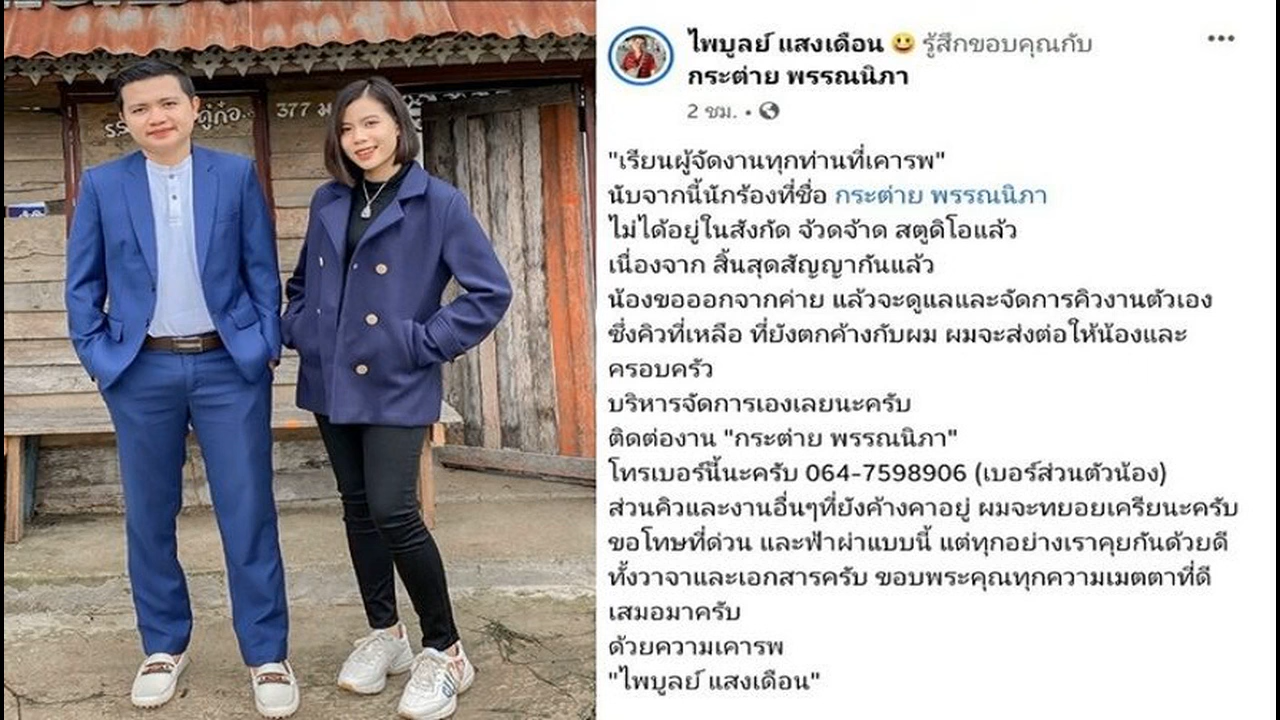 ร.ร. ตู่ก๋อ.. 377 ม
ไพบูลย์ แสงเดือน 😀 รู้สึกขอบคุณกับ
กระต่าย พรรณนิภา
2 ชม. •
"เรียนผู้จัดงานทุกท่านที่เคารพ"
นับจากนี้นักร้องที่ชื่อ กระต่าย พรรณนิภา
ไม่ได้อยู่ในสังกัด จ้วดจ้าด สตูดิโอแล้ว
เนื่องจาก สิ้นสุดสัญญากันแล้ว
น้องขอออกจากค่าย แล้วจะดูแลและจัดการคิวงานตัวเอง
ซึ่งคิวที่เหลือ ที่ยังตกค้างกับผม ผมจะส่งต่อให้น้องและ
ครอบครัว
บริหารจัดการเองเลยนะครับ
ติดต่องาน "กระต่าย พรรณนิภา"
โทรเบอร์นี้นะครับ 064-7598906 (เบอร์ส่วนตัวน้อง)
ส่วนคิวและงานอื่นๆที่ยังค้างคาอยู่ ผมจะทยอยเครียนะครับ
ขอโทษที่ด่วน และฟ้าผ่าแบบนี้ แต่ทุกอย่างเราคุยกันด้วยดี
ทั้งวาจาและเอกสารครับ ขอบพระคุณทุกความเมตตาที่ดี
เสมอมาครับ
ด้วยความเคารพ
"ไพบูลย์ แสงเดือน"